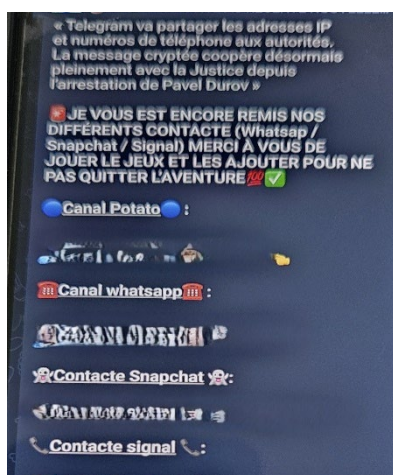 « Telegram va partager les adresses IP
et numéros de téléphone aux autorités.
La message cryptée coopère désormais
pleinement avec la Justice depuis
l'arrestation de Pavel Durov »
🚨JE VOUS EST ENCORE REMIS NOS
DIFFÉRENTS CONTACTE (Whatsap /
Snapchat / Signal) MERCI À VOUS DE
JOUER LE JEUX ET LES AJOUTER POUR NE
PAS QUITTER L'AVENTURE💯✅
🔵Canal Potato🔵 :
☎️Canal whatsapp☎️ :
👻Contacte Snapchat 👻:
📞Contacte signal 📞: